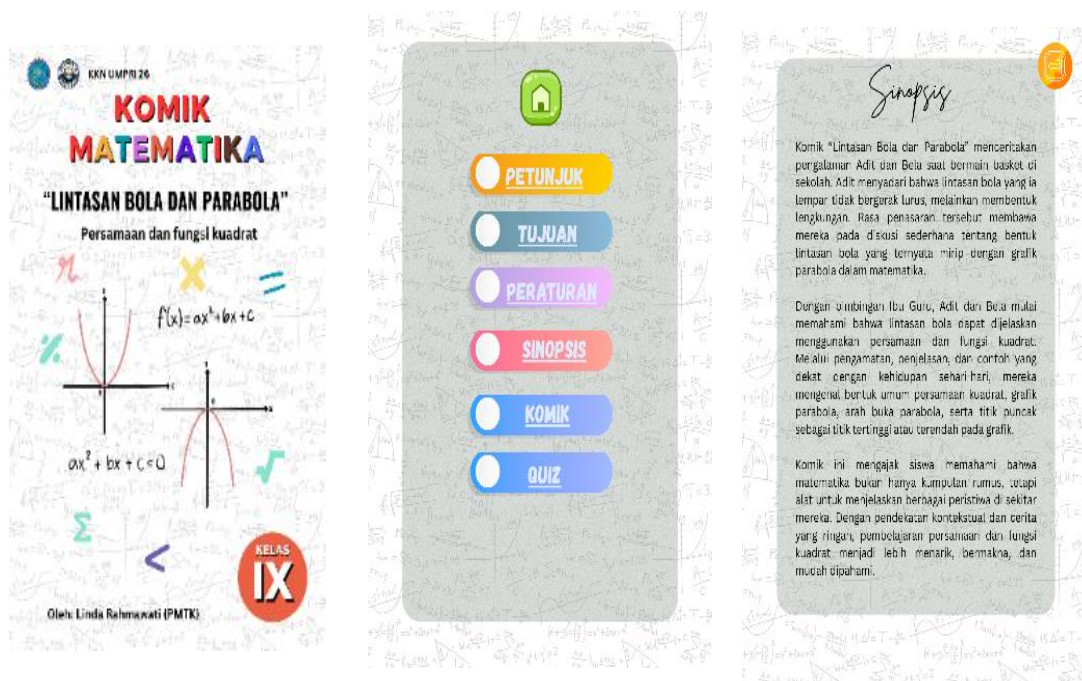 KKN UMPRI 26
KOMIK
MATEMATIKA
“LINTASAN BOLA DAN PARABOLA”
Persamaan dan fungsi kuadrat
f(x)=ax²+bx+c
ax² + bx + c=0
KELAS
IX
Oleh: Linda Rahmawati (PMTK)
PETUNJUK
TUJUAN
PERATURAN
SINOPSIS
KOMIK
QUIZ
Sinopsis
Komik “Lintasan Bola dan Parabola” menceritakan
pengalaman Adit dan Bela saat bermain basket di
sekolah. Adit menyadari bahwa lintasan bola yang ia
lempar tidak bergerak lurus, melainkan membentuk
lengkungan. Rasa penasaran tersebut membawa
mereka pada diskusi sederhana tentang bentuk
lintasan bola yang ternyata mirip dengan grafik
parabola dalam matematika.
Dengan bimbingan Ibu Guru, Adit dan Bela mulai
memahami bahwa lintasan bola dapat dijelaskan
menggunakan persamaan dan fungsi kuadrat.
Melalui pengamatan, penjelasan, dan contoh yang
dekat dengan kehidupan sehari-hari, mereka
mengenal bentuk umum persamaan kuadrat, grafik
parabola, arah buka parabola, serta titik puncak
sebagai titik tertinggi atau terendah pada grafik.
Komik ini mengajak siswa memahami bahwa
matematika bukan hanya kumpulan rumus, tetapi
alat untuk menjelaskan berbagai peristiwa di sekitar
mereka. Dengan pendekatan kontekstual dan cerita
yang ringan, pembelajaran persamaan dan fungsi
kuadrat menjadi lebih menarik, bermakna, dan
mudah dipahami.